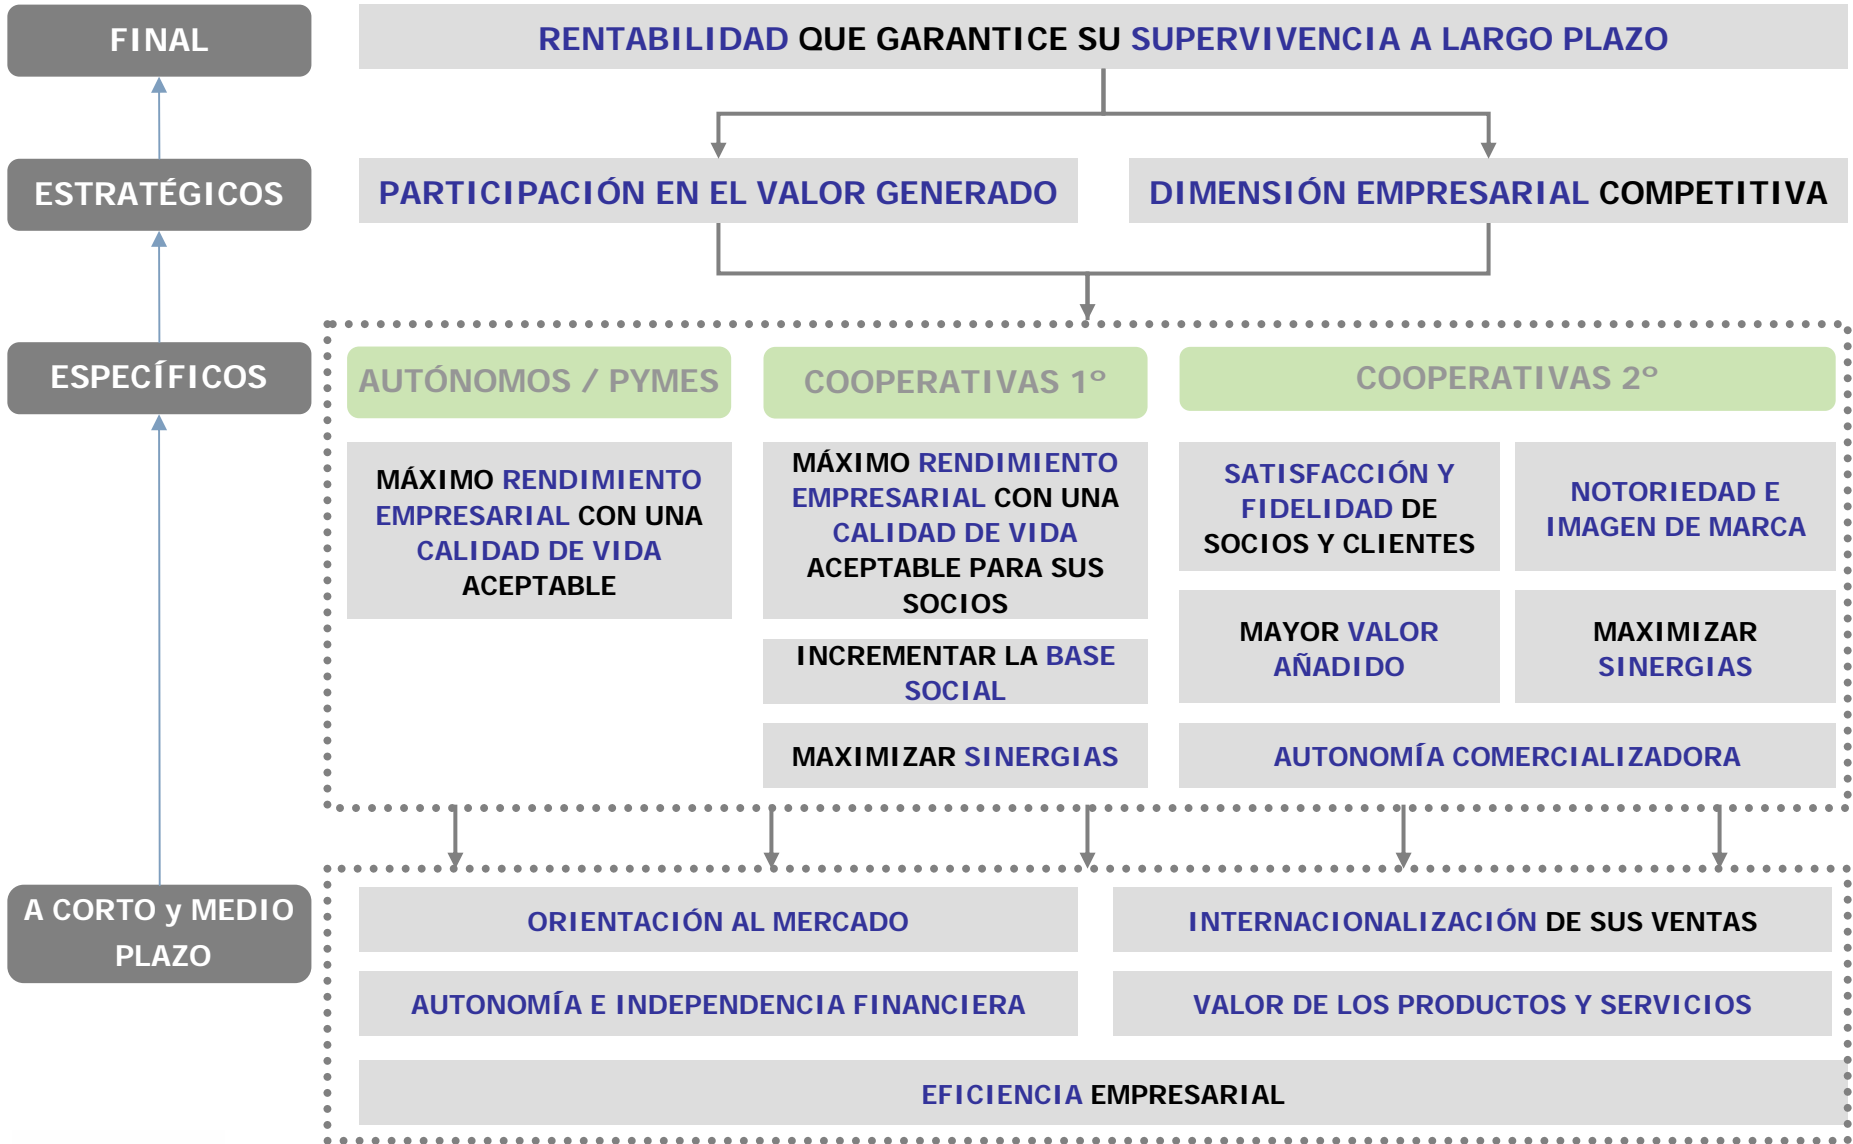 FINAL
RENTABILIDAD QUE GARANTICE SU SUPERVIVENCIA A LARGO PLAZO
ESTRATÉGICOS
PARTICIPACIÓN EN EL VALOR GENERADO
DIMENSIÓN EMPRESARIAL COMPETITIVA
ESPECÍFICOS
AUTÓNOMOS / PYMES
MÁXIMO RENDIMIENTO
EMPRESARIAL CON UNA
CALIDAD DE VIDA
ACEPTABLE
COOPERATIVAS 1º
MÁXIMO RENDIMIENTO
EMPRESARIAL CON UNA
CALIDAD DE VIDA
ACEPTABLE PARA SUS
SOCIOS
INCREMENTAR LA BASE
SOCIAL
MAXIMIZAR SINERGIAS
COOPERATIVAS 2º
SATISFACCIÓN Y
FIDELIDAD DE
SOCIOS Y CLIENTES
NOTORIEDAD E
IMAGEN DE MARCA
MAYOR VALOR
AÑADIDO
MAXIMIZAR
SINERGIAS
AUTONOMÍA COMERCIALIZADORA
A CORTO y MEDIO
PLAZO
ORIENTACIÓN AL MERCADO
INTERNACIONALIZACIÓN DE SUS VENTAS
AUTONOMÍA E INDEPENDENCIA FINANCIERA
VALOR DE LOS PRODUCTOS Y SERVICIOS
EFICIENCIA EMPRESARIAL